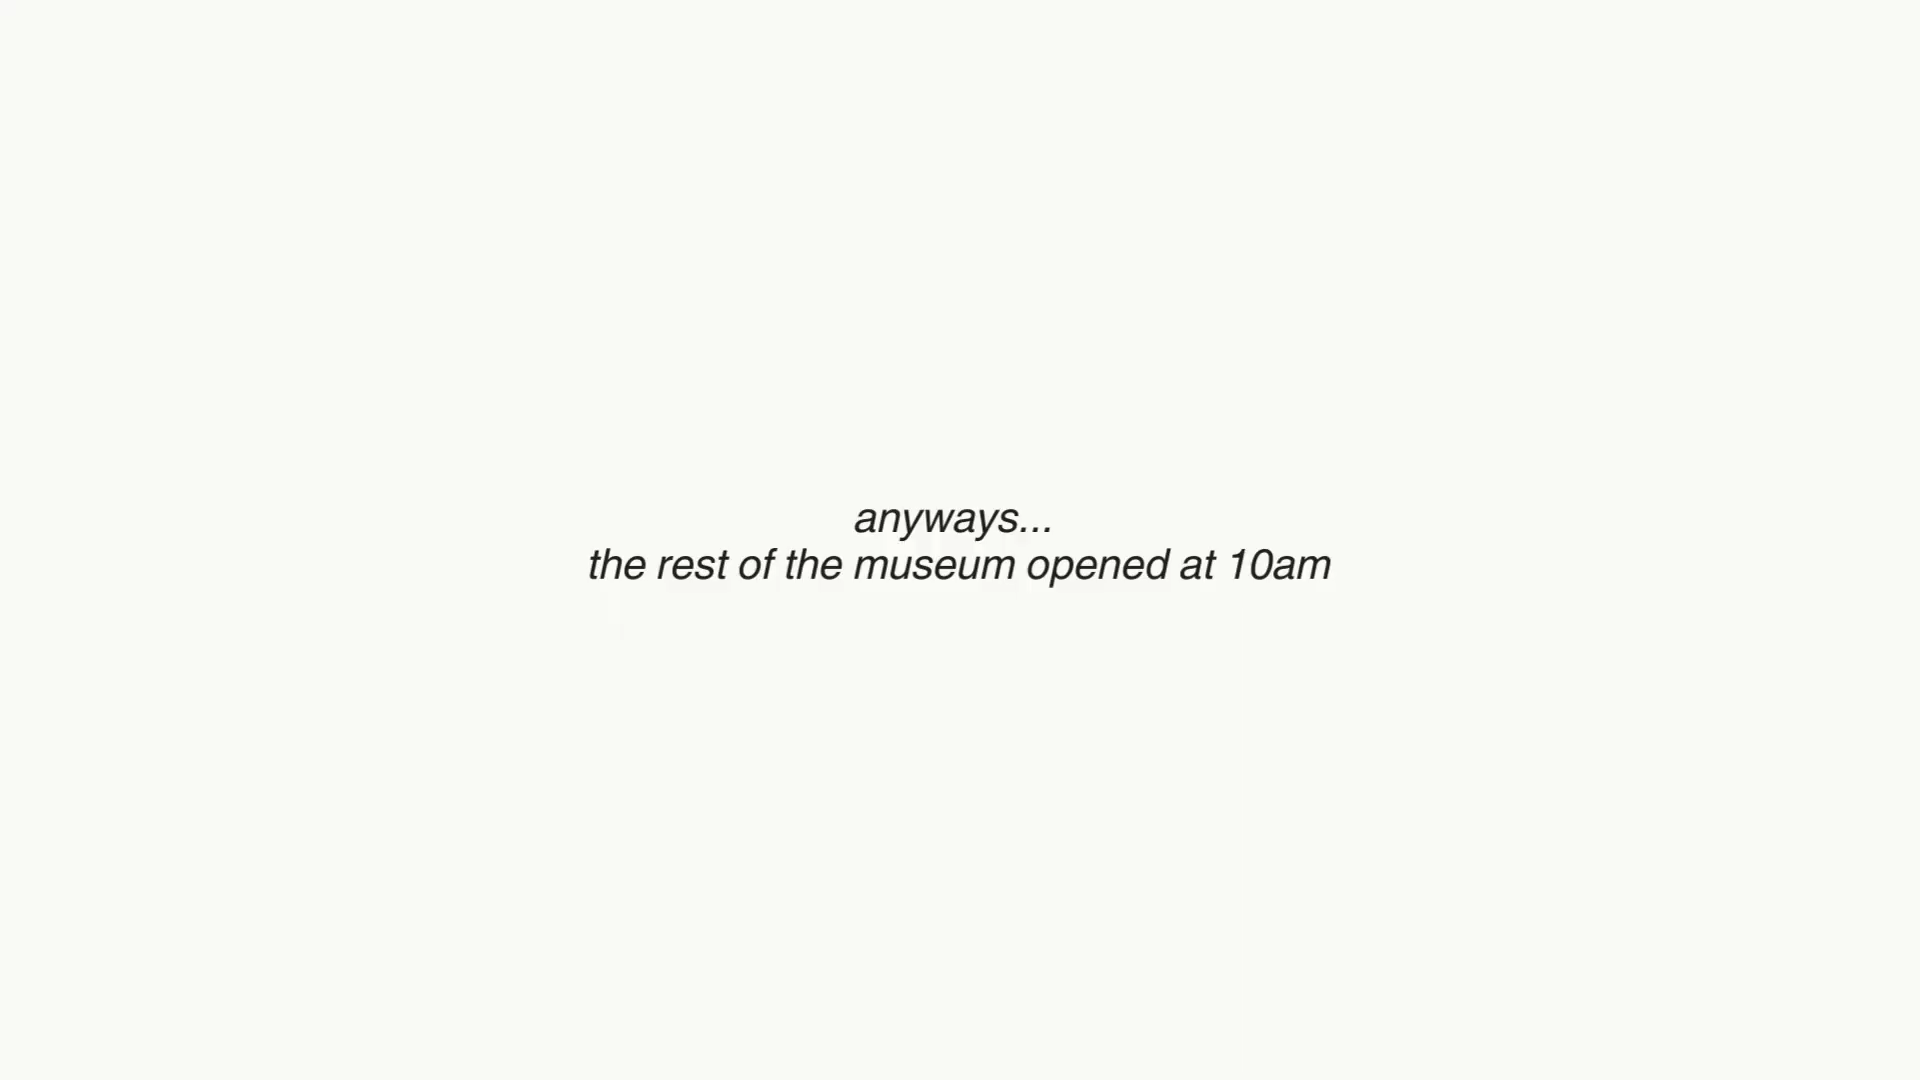 anyways...
the rest of the museum opened at 10am